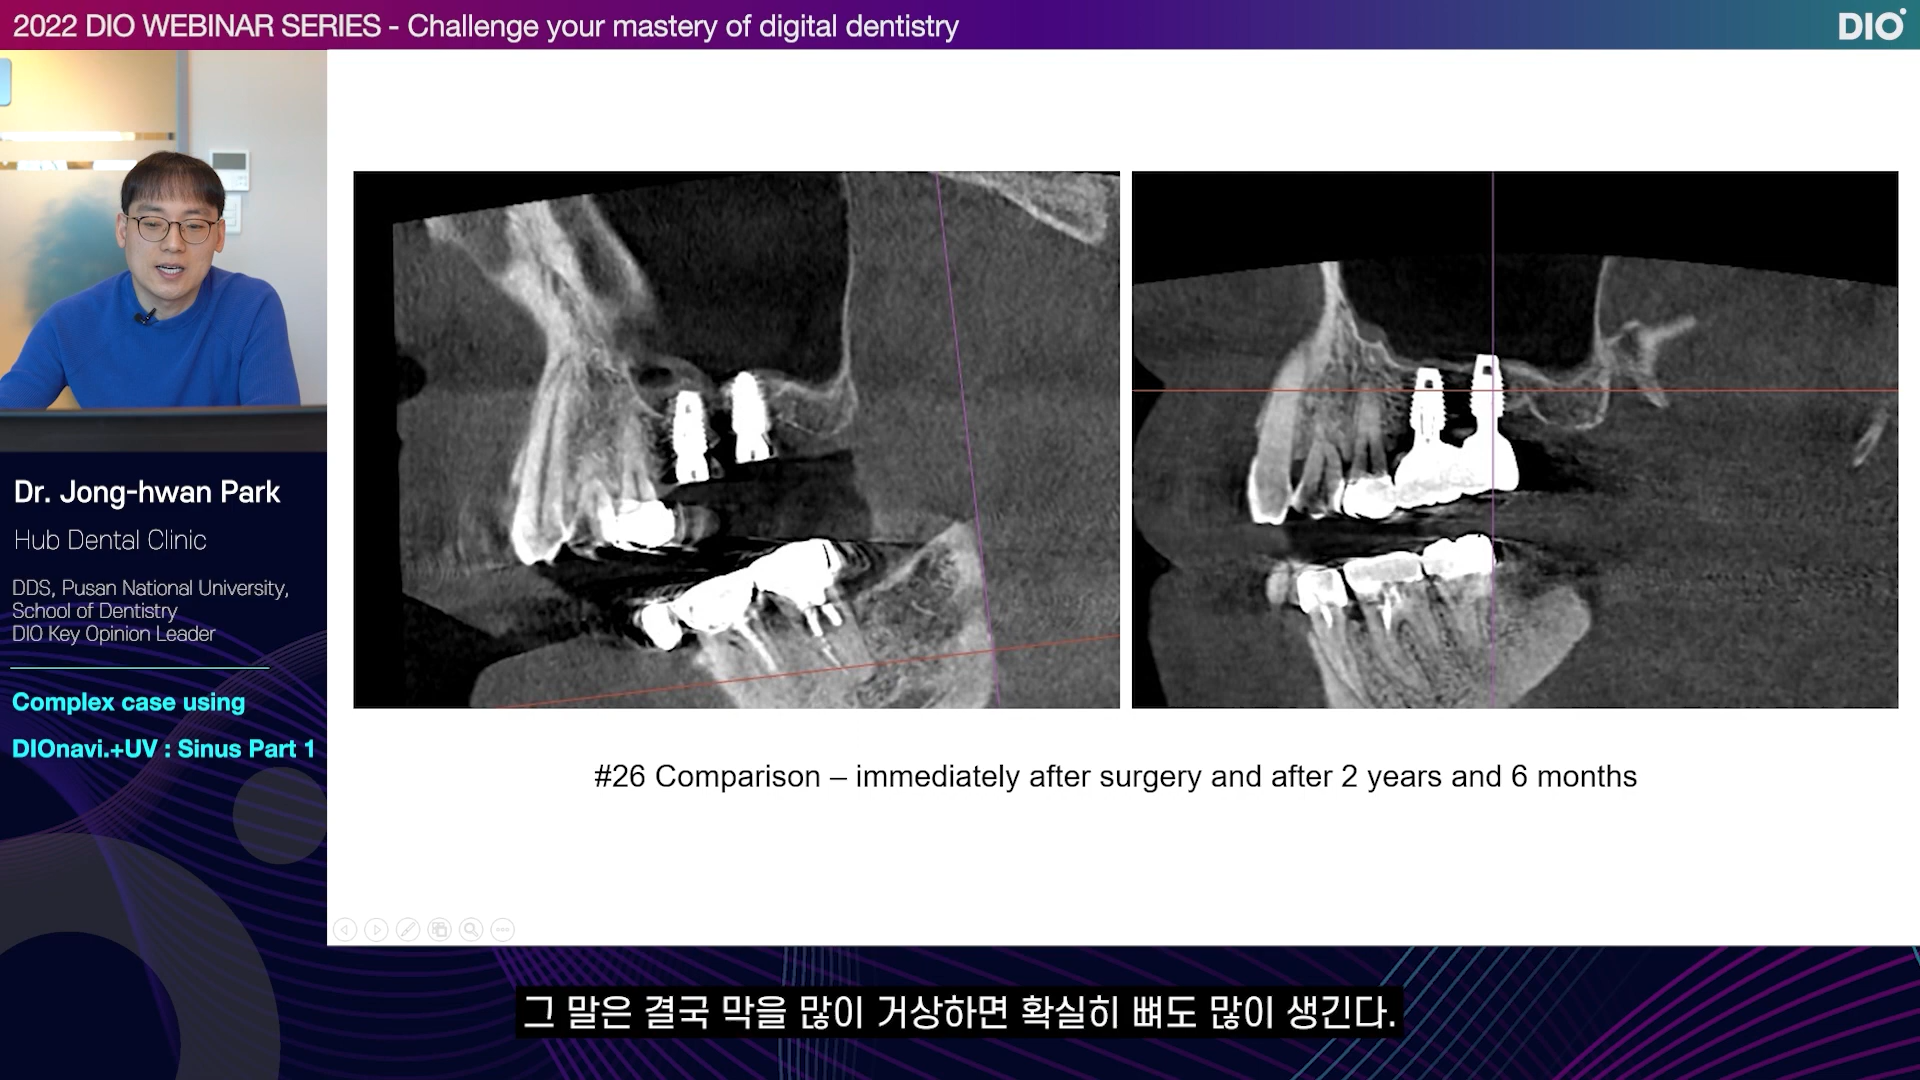 2022 DIO WEBINAR SERIES - Challenge your mastery of digital dentistry
DIO
Dr. Jong-hwan Park
Hub Dental Clinic
DDS, Pusan National University,
School of Dentistry
DIO Key Opinion Leader
Complex case using
DIOnavi.+UV : Sinus Part 1
#26 Comparison – immediately after surgery and after 2 years and 6 months
그 말은 결국 막을 많이 거상하면 확실히 뼈도 많이 생긴다.